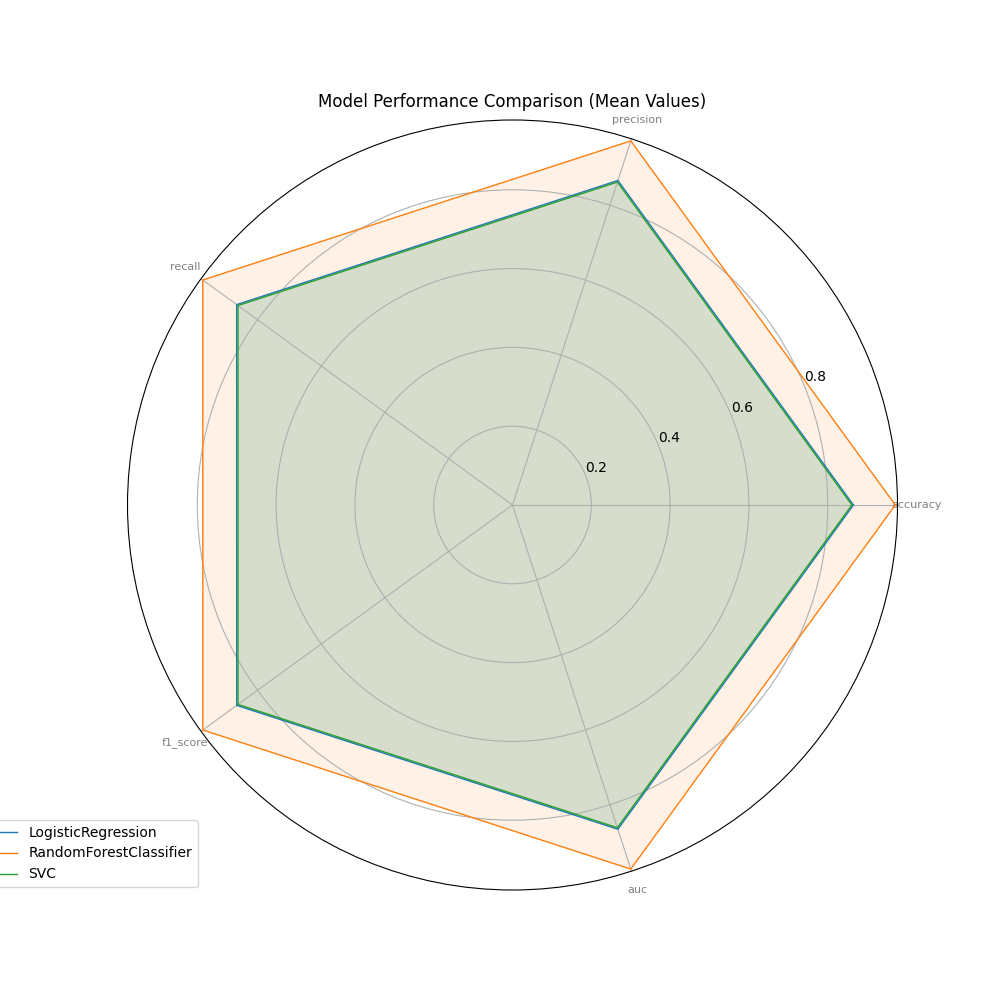 Model Performance Comparison (Mean Values)
precision
recall
0.8
0.6
0.4
0.2
accuracy
f1_score
LogisticRegression
RandomForestClassifier
SVC
auc